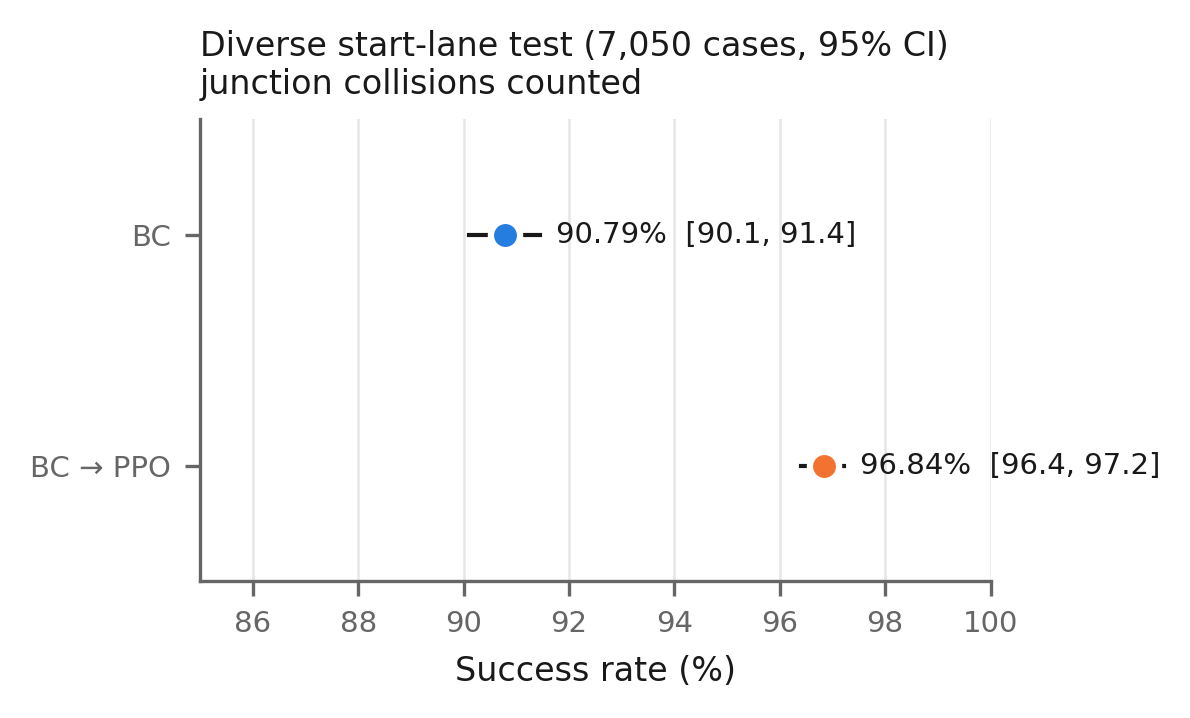 Diverse start-lane test (7,050 cases, 95% CI)
junction collisions counted
BC
90.79%  [90.1, 91.4]
BC → PPO
96.84%  [96.4, 97.2]
86 88 90 92 94 96 98 100
Success rate (%)